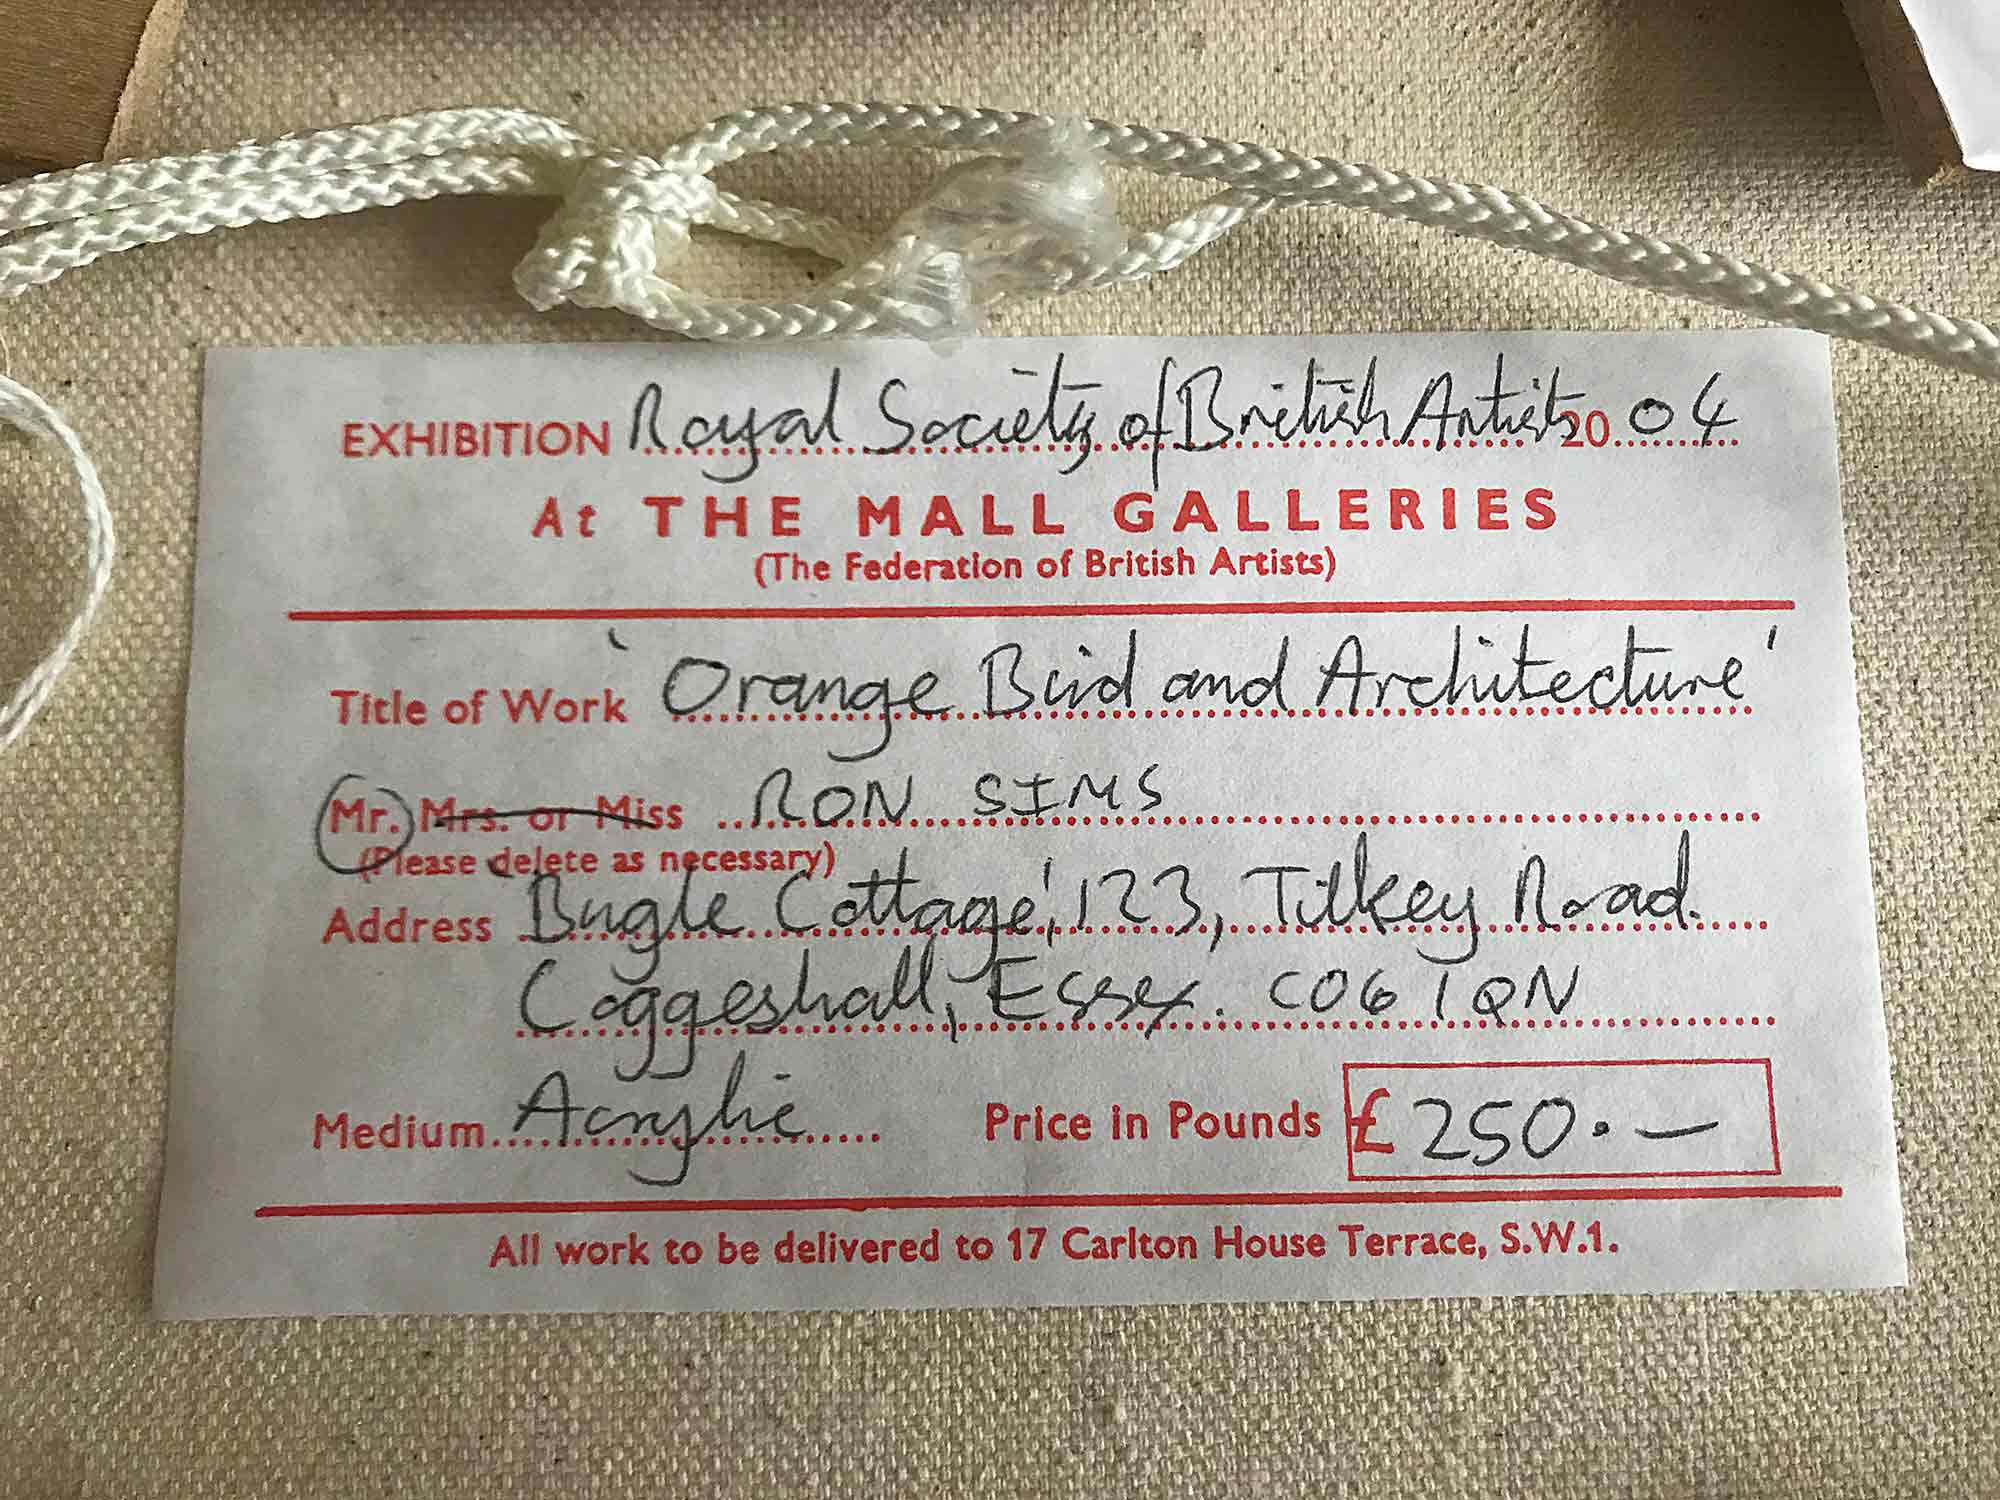 EXHIBITION Royal Society of British Artists 20 04
At THE MALL GALLERIES
(The Federation of British Artists)
Title of Work 'Orange Bird and Architecture'
Mr. Mrs. or Miss RON SIMS
(Please delete as necessary)
Address 'Bugle Cottage', 123, Tilkey Road.
Coggeshall, Essex. CO6 1QN
Medium Acrylic Price in Pounds £ 250.—
All work to be delivered to 17 Carlton House Terrace, S.W.1.